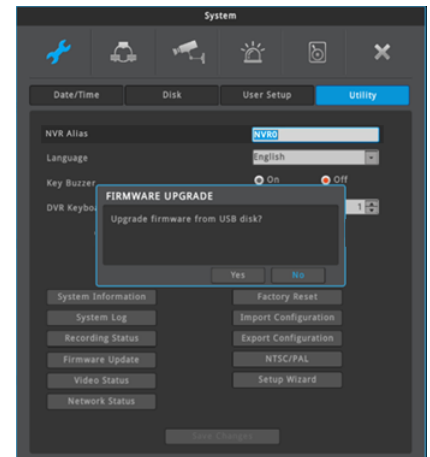 System
Date/Time Disk User Setup Utility
NVR Alias NVR0
Language English
Key Buzzer On Off
DVR Keybo 1
FIRMWARE UPGRADE
Upgrade firmware from USB disk?
Yes No
System Information Factory Reset
System Log Import Configuration
Recording Status Export Configuration
Firmware Update NTSC/PAL
Video Status Setup Wizard
Network Status
Save Changes